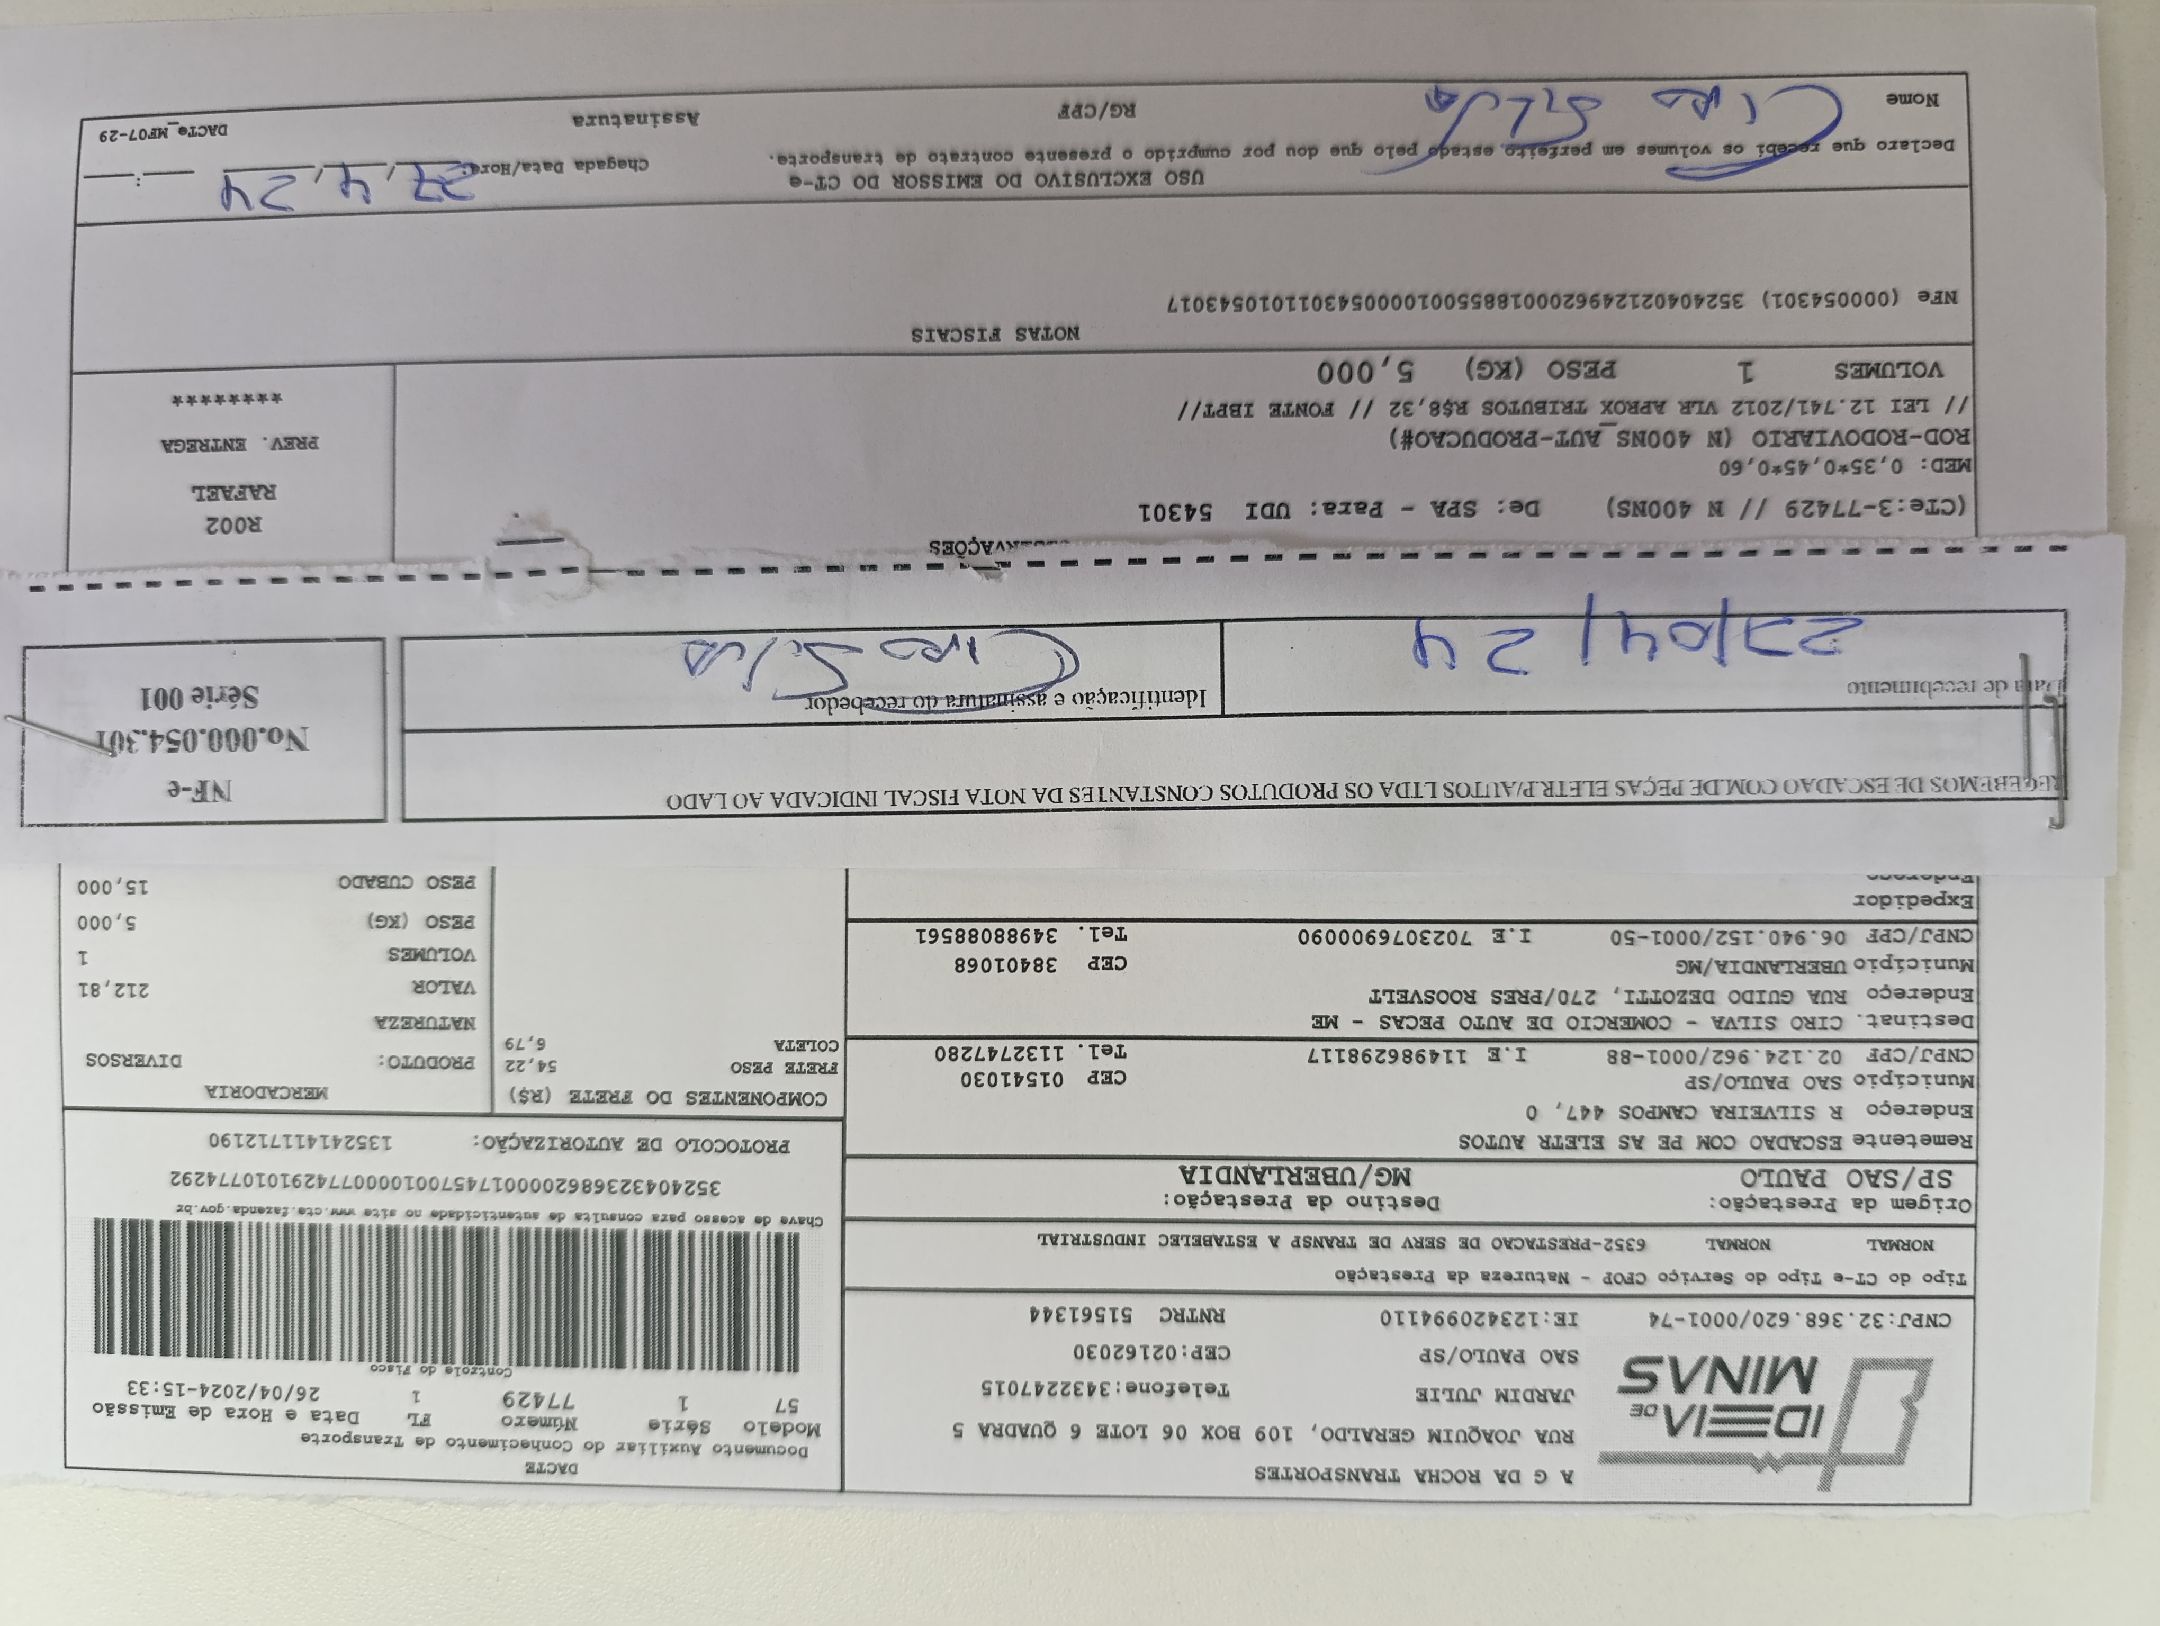 IDEIA DE MINAS
A G DA ROCHA TRANSPORTES
RUA JOAQUIM GERALDO, 109 BOX 06 LOTE 6 QUADRA 5
JARDIM JULIE Telefone:3432247015
SAO PAULO/SP CEP:02162030
CNPJ:32.368.620/0001-74 IE:123420994110 RNTRC 51561344
DACTE
Documento Auxiliar do Conhecimento de Transporte
Modelo Série Número FL Data e Hora de Emissão
57 1 77429 1 26/04/2024-15:33
Controle do Fisco
Chave de acesso para consulta de autenticidade no site www.cte.fazenda.gov.br
35240432368620000174570010000774291010774292
PROTOCOLO DE AUTORIZAÇÃO: 135241411712190
Tipo do CT-e Tipo do Serviço CFOP - Natureza da Prestação
NORMAL NORMAL 6352-PRESTACAO DE SERV DE TRANSP A ESTABELEC INDUSTRIAL
Origem da Prestação: Destino da Prestação:
SP/SAO PAULO MG/UBERLANDIA
Remetente ESCADAO COM PE AS ELETR AUTOS
Endereço R SILVEIRA CAMPOS 447, 0
Município SAO PAULO/SP CEP 01541030
CNPJ/CPF 02.124.962/0001-88 I.E 114986298117 Tel. 1132747280
Destinat. CIRO SILVA - COMERCIO DE AUTO PECAS - ME
Endereço RUA GUIDO DEZOTTI, 270/PRES ROOSVELT
Município UBERLANDIA/MG CEP 38401068
CNPJ/CPF 06.940.152/0001-50 I.E 7023076900090 Tel. 34988088561
Expedidor
Endereço
COMPONENTES DO FRETE (R$)
FRETE PESO 54,22
COLETA 6,79
MERCADORIA
PRODUTO: DIVERSOS
NATUREZA
VALOR 212,81
VOLUMES 1
PESO (KG) 5,000
PESO CUBADO 15,000
RECEBEMOS DE ESCADAO COM.DE PEÇAS ELETR.P/AUTOS LTDA OS PRODUTOS CONSTANTES DA NOTA FISCAL INDICADA AO LADO
Data de recebimento
27/04/24
Identificação e assinatura do recebedor
Ciro Silva
NF-e
No.000.054.301
Série 001
(CTe:3-77429 // N 400NS) De: SPA - Para: UDI 54301
MED: 0,35*0,45*0,60
ROD-RODOVIARIO (N 400NS_AUT-PRODUCAO#)
// LEI 12.741/2012 VLR APROX TRIBUTOS R$8,32 // FONTE IBPT//
VOLUMES 1 PESO (KG) 5,000
R002
RAFAEL
PREV. ENTREGA
*********
NOTAS FISCAIS
NFe (000054301) 35240402124962000188550010000543011010543017
USO EXCLUSIVO DO EMISSOR DO CT-e
Declaro que recebi os volumes em perfeito estado pelo que dou por cumprido o presente contrato de transporte.
Chegada Data/Hora: 27, 4, 24 __:__
Nome Ciro Silva RG/CPF Assinatura
DACTe_MF07-29